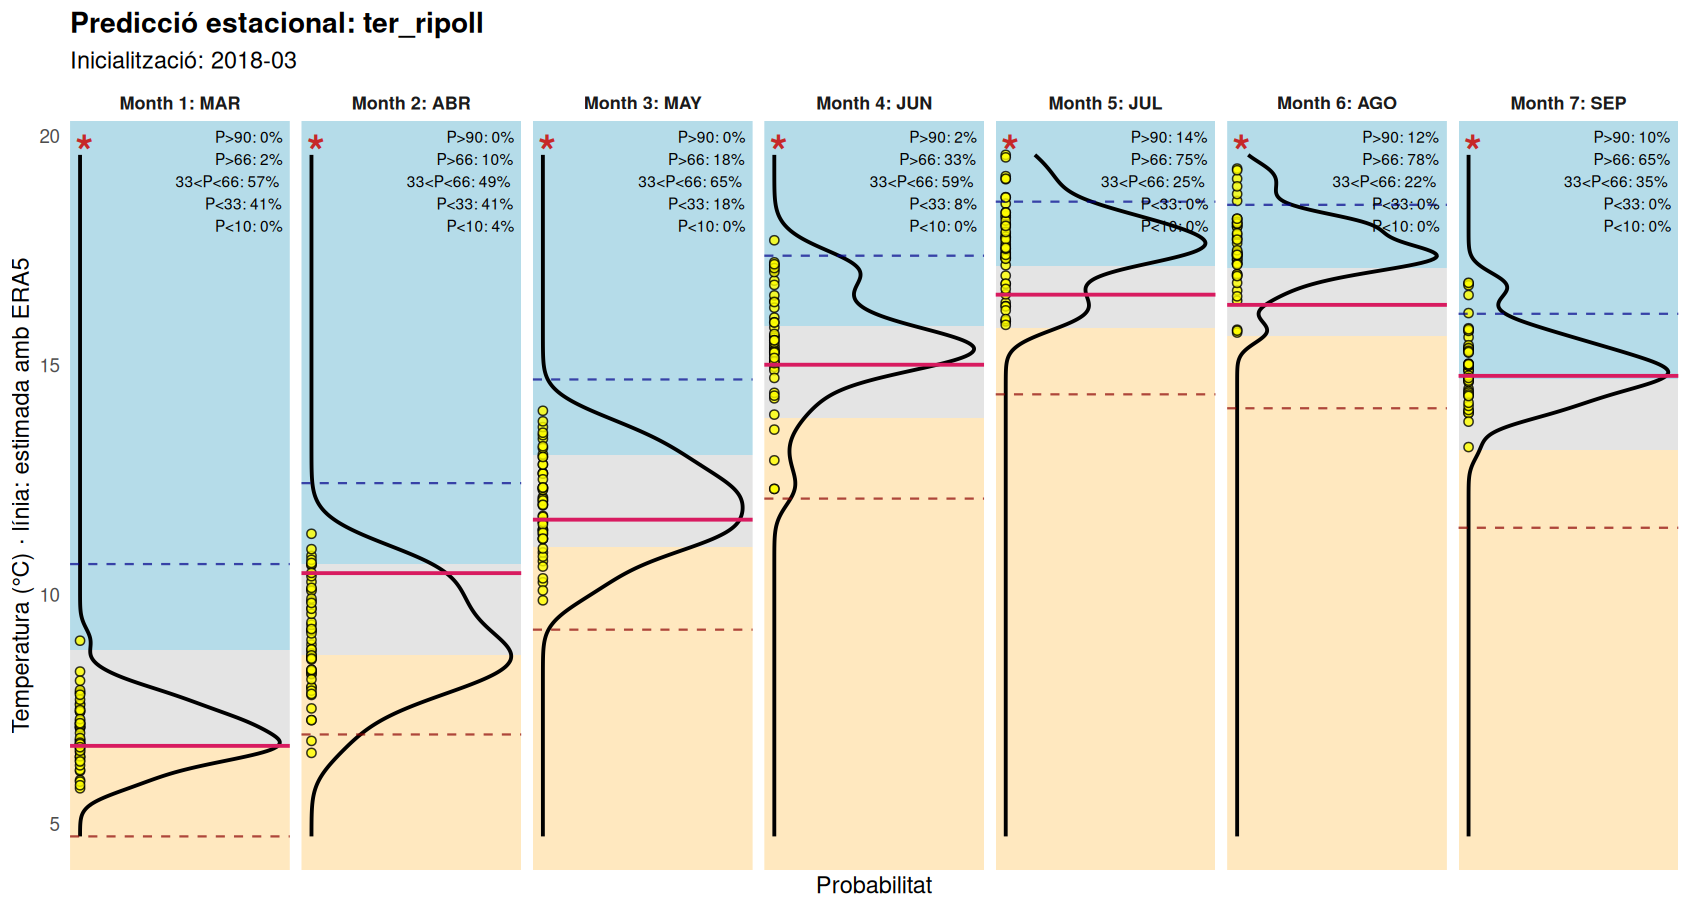 Predicció estacional: ter_ripoll
Inicialització: 2018-03
Month 1: MAR
Month 2: ABR
Month 3: MAY
Month 4: JUN
Month 5: JUL
Month 6: AGO
Month 7: SEP
P>90: 0%
P>66: 2%
33<P<66: 57%
P<33: 41%
P<10: 0%
P>90: 0%
P>66: 10%
33<P<66: 49%
P<33: 41%
P<10: 4%
P>90: 0%
P>66: 18%
33<P<66: 65%
P<33: 18%
P<10: 0%
P>90: 2%
P>66: 33%
33<P<66: 59%
P<33: 8%
P<10: 0%
P>90: 14%
P>66: 75%
33<P<66: 25%
P<33: 0%
P<10: 0%
P>90: 12%
P>66: 78%
33<P<66: 22%
P<33: 0%
P<10: 0%
P>90: 10%
P>66: 65%
33<P<66: 35%
P<33: 0%
P<10: 0%
20
15
10
5
Temperatura (°C) · línia: estimada amb ERA5
Probabilitat